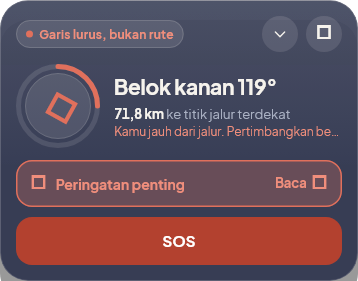 Garis lurus, bukan rute
Belok kanan 119°
71,8 km ke titik jalur terdekat
Kamu jauh dari jalur. Pertimbangkan be...
Peringatan penting
Baca
SOS